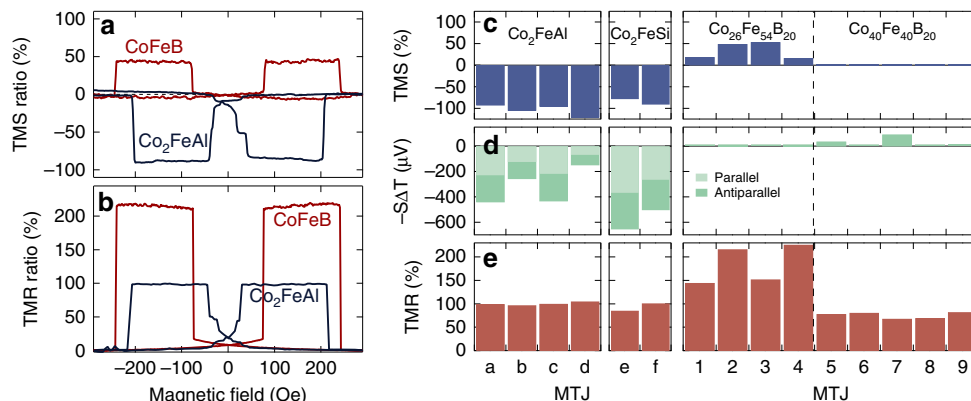 a
TMS ratio (%)
100
50
0
−50
−100
CoFeB
Co2FeAl
b
TMR ratio (%)
200
150
100
50
0
CoFeB
Co2FeAl
−200 −100 0 100 200
Magnetic field (Oe)
c
TMS (%)
100
50
0
−50
−100
Co2FeAl
Co2FeSi
Co26Fe54B20
Co40Fe40B20
d
−SΔT (μV)
0
−200
−400
−600
Parallel
Antiparallel
e
TMR (%)
200
150
100
50
0
a b c d e f 1 2 3 4 5 6 7 8 9
MTJ MTJ